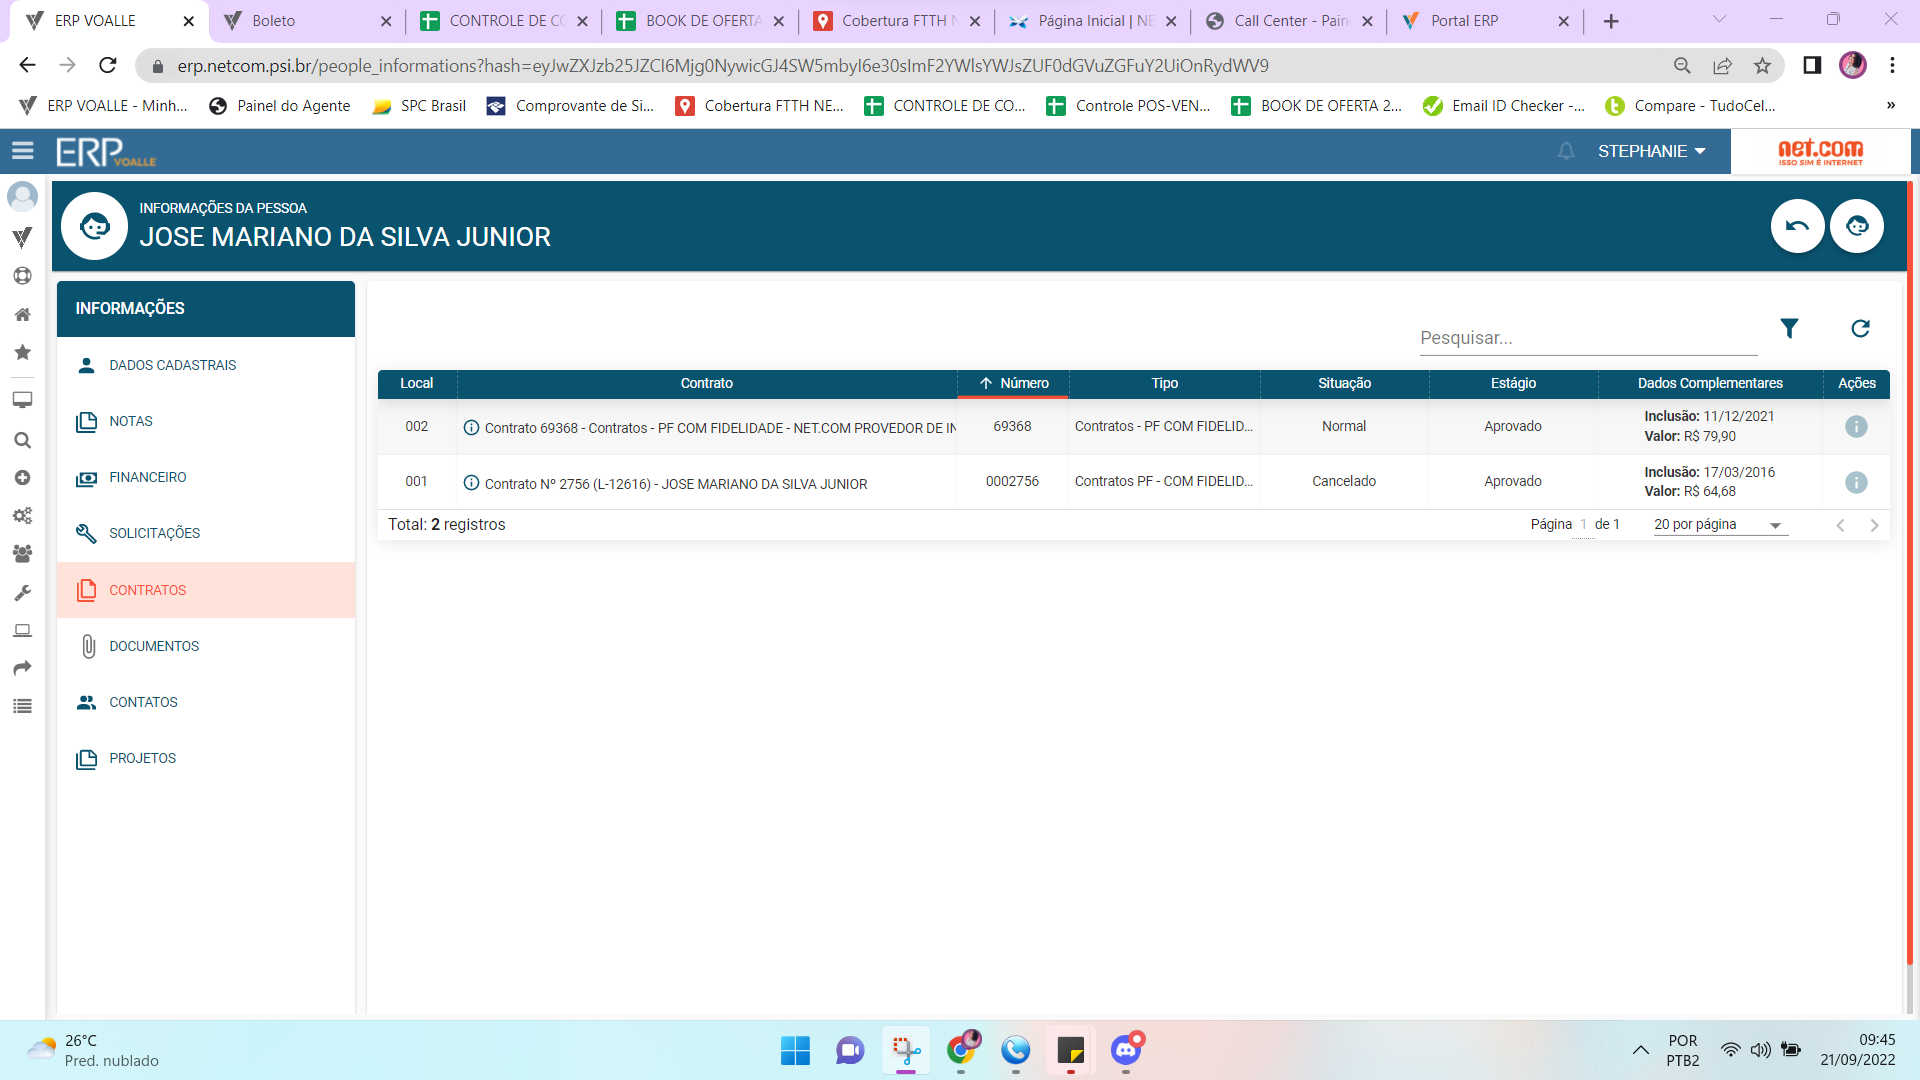 ERP VOALLE
Boleto
CONTROLE DE CO
BOOK DE OFERTA
Cobertura FTTH N
Página Inicial | NE
Call Center - Pain
Portal ERP
erp.netcom.psi.br/people_informations?hash=eyJwZXJzb25JZCI6Mjg0NywicGJ4SW5mbyI6e30sImF2YWlsYWJsZUF0dGVuZGFuY2UiOnRydWV9
ERP VOALLE - Minh...
Painel do Agente
SPC Brasil
Comprovante de Si...
Cobertura FTTH NE...
CONTROLE DE CO...
Controle POS-VEN...
BOOK DE OFERTA 2...
Email ID Checker -...
Compare - TudoCel...
»
ERP VOALLE
STEPHANIE
net.com
ISSO SIM É INTERNET
INFORMAÇÕES DA PESSOA
JOSE MARIANO DA SILVA JUNIOR
INFORMAÇÕES
DADOS CADASTRAIS
NOTAS
FINANCEIRO
SOLICITAÇÕES
CONTRATOS
DOCUMENTOS
CONTATOS
PROJETOS
Pesquisar...
Local Contrato Número Tipo Situação Estágio Dados Complementares Ações
002 Contrato 69368 - Contratos - PF COM FIDELIDADE - NET.COM PROVEDOR DE IN 69368 Contratos - PF COM FIDELID... Normal Aprovado Inclusão: 11/12/2021
Valor: R$ 79,90
001 Contrato Nº 2756 (L-12616) - JOSE MARIANO DA SILVA JUNIOR 0002756 Contratos PF - COM FIDELID... Cancelado Aprovado Inclusão: 17/03/2016
Valor: R$ 64,68
Total: 2 registros
Página 1 de 1
20 por página
26°C
Pred. nublado
POR
PTB2
09:45
21/09/2022